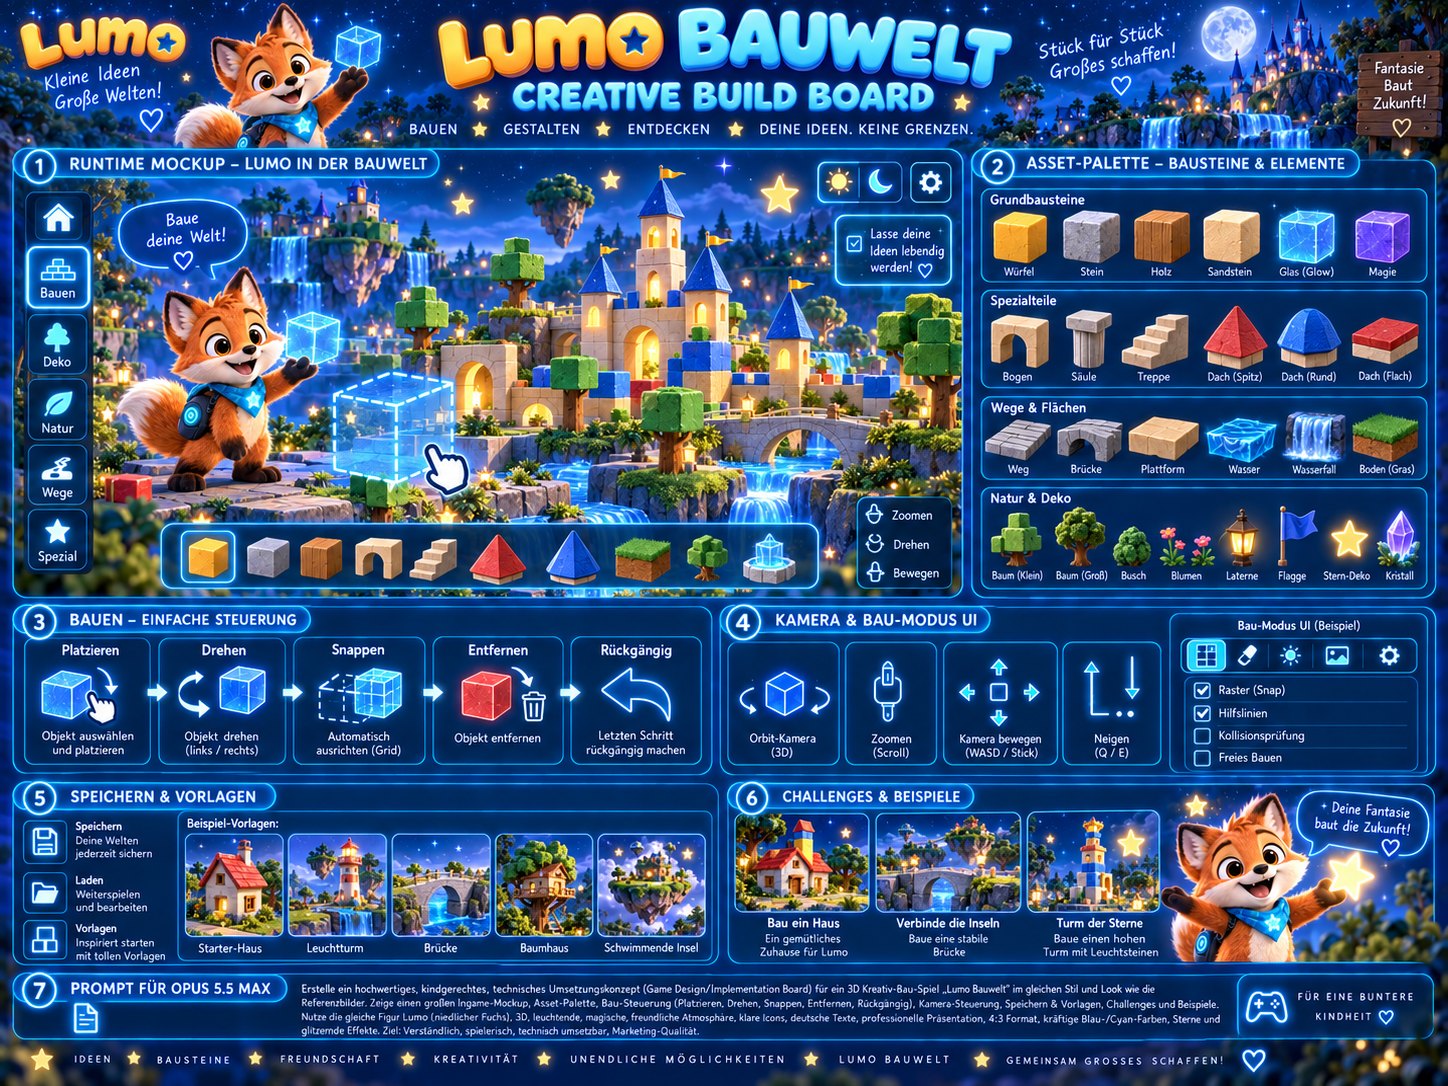 LUMO
Kleine Ideen
Große Welten!
LUMO BAUWELT
CREATIVE BUILD BOARD
BAUEN ★ GESTALTEN ★ ENTDECKEN ★ DEINE IDEEN. KEINE GRENZEN.
Stück für Stück
Großes schaffen!
Fantasie
Baut
Zukunft!
1 RUNTIME MOCKUP – LUMO IN DER BAUWELT
Baue
deine Welt!
Lasse deine
Ideen lebendig
werden!
Bauen
Deko
Natur
Wege
Spezial
Zoomen
Drehen
Bewegen
2 ASSET-PALETTE – BAUSTEINE & ELEMENTE
Grundbausteine
Würfel Stein Holz Sandstein Glas (Glow) Magie
Spezialteile
Bogen Säule Treppe Dach (Spitz) Dach (Rund) Dach (Flach)
Wege & Flächen
Weg Brücke Plattform Wasser Wasserfall Boden (Gras)
Natur & Deko
Baum (Klein) Baum (Groß) Busch Blumen Laterne Flagge Stern-Deko Kristall
3 BAUEN – EINFACHE STEUERUNG
Platzieren
Objekt auswählen
und platzieren
Drehen
Objekt drehen
(links / rechts)
Snappen
Automatisch
ausrichten (Grid)
Entfernen
Objekt entfernen
Rückgängig
Letzten Schritt
rückgängig machen
4 KAMERA & BAU-MODUS UI
Orbit-Kamera
(3D)
Zoomen
(Scroll)
Kamera bewegen
(WASD / Stick)
Neigen
(Q / E)
Bau-Modus UI (Beispiel)
Raster (Snap)
Hilfslinien
Kollisionsprüfung
Freies Bauen
5 SPEICHERN & VORLAGEN
Speichern
Deine Welten
jederzeit sichern
Laden
Weiterspielen
und bearbeiten
Vorlagen
Inspiriert starten
mit tollen Vorlagen
Beispiel-Vorlagen:
Starter-Haus Leuchtturm Brücke Baumhaus Schwimmende Insel
6 CHALLENGES & BEISPIELE
Bau ein Haus
Ein gemütliches
Zuhause für Lumo
Verbinde die Inseln
Baue eine stabile
Brücke
Turm der Sterne
Baue einen hohen
Turm mit Leuchtsteinen
Deine Fantasie
baut die Zukunft!
7 PROMPT FÜR OPUS 5.5 MAX
Erstelle ein hochwertiges, kindgerechtes, technisches Umsetzungskonzept (Game Design/Implementation Board) für ein 3D Kreativ-Bau-Spiel „Lumo Bauwelt" im gleichen Stil und Look wie die
Referenzbilder. Zeige einen großen Ingame-Mockup, Asset-Palette, Bau-Steuerung (Platzieren, Drehen, Snappen, Entfernen, Rückgängig), Kamera-Steuerung, Speichern & Vorlagen, Challenges und Beispiele.
Nutze die gleiche Figur Lumo (niedlicher Fuchs), 3D, leuchtende, magische, freundliche Atmosphäre, klare Icons, deutsche Texte, professionelle Präsentation, 4:3 Format, kräftige Blau-/Cyan-Farben, Sterne und
glitzernde Effekte. Ziel: Verständlich, spielerisch, technisch umsetzbar, Marketing-Qualität.
FÜR EINE BUNTERE
KINDHEIT
IDEEN ★ BAUSTEINE ★ FREUNDSCHAFT ★ KREATIVITÄT ★ UNENDLICHE MÖGLICHKEITEN ★ LUMO BAUWELT ★ GEMEINSAM GROSSES SCHAFFEN!